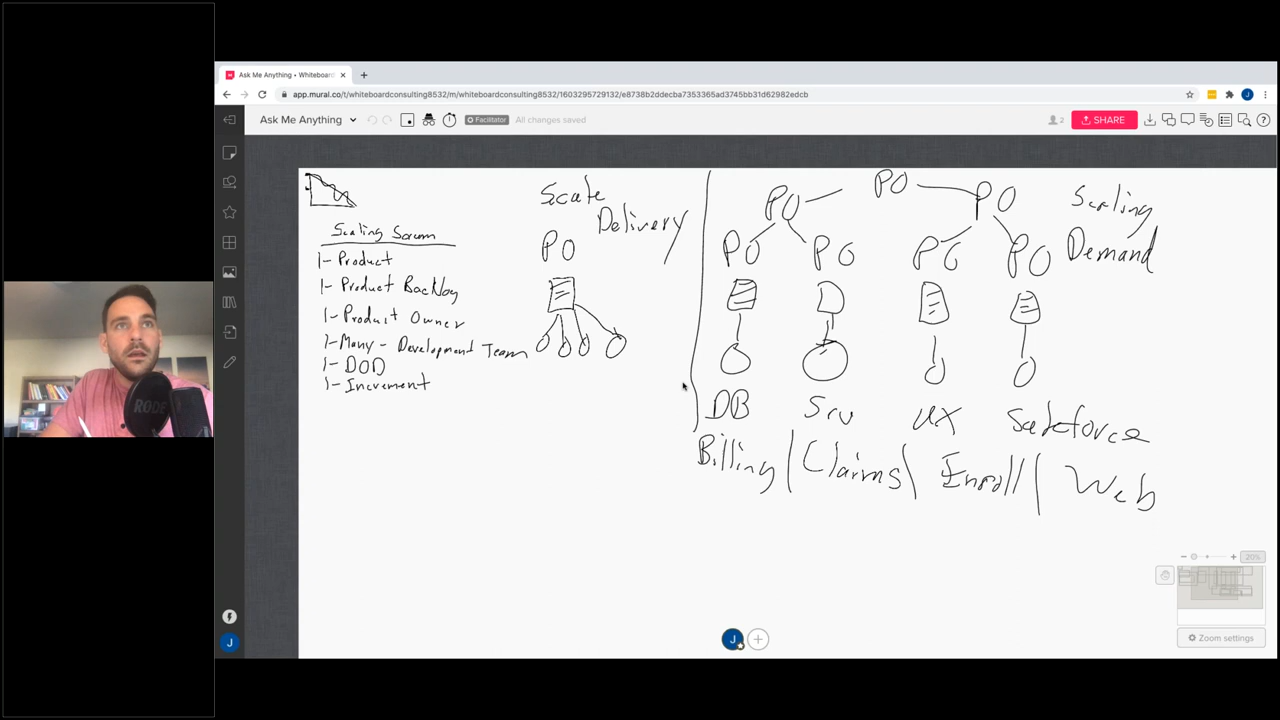 Ask Me Anything • Whiteboard
app.mural.co/t/whiteboardconsulting8532/m/whiteboardconsulting8532/1603295729132/e8738b2ddecba7353365ad3745bb31d62982edcb
J
Ask Me Anything
Facilitator
All changes saved
2
SHARE
Scaling Scrum
1- Product
1- Product Backlog
1- Product Owner
1- Many - Development Team
1- DOD
1- Increment
Scale
Delivery
PO
PO
PO
PO
Scaling
Demand
PO
PO
PO
PO
DB
Srv
UX
Salesforce
Billing | Claims | Enroll | Web
RODE
20%
Zoom settings
J
J